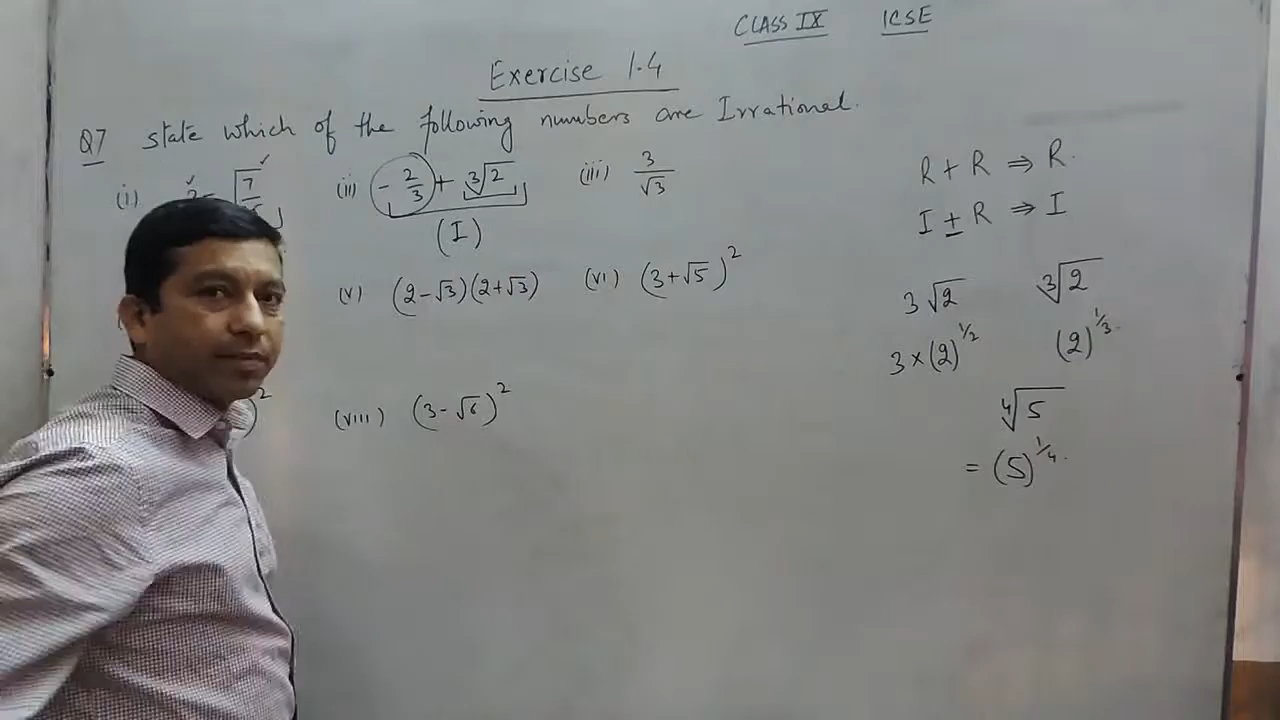 CLASS IX ICSE
Exercise 1.4
Q7 state which of the following numbers are Irrational.
(i) - √7 (ii) - 2/3 + ∛2 (iii) 3/√3
(I)
(v) (2-√3)(2+√3) (vi) (3+√5)²
)² (viii) (3-√6)²
R + R ⇒ R.
I ± R ⇒ I
3√2 ∛2
3×(2)^1/2 (2)^1/3.
∜5
= (5)^1/4.